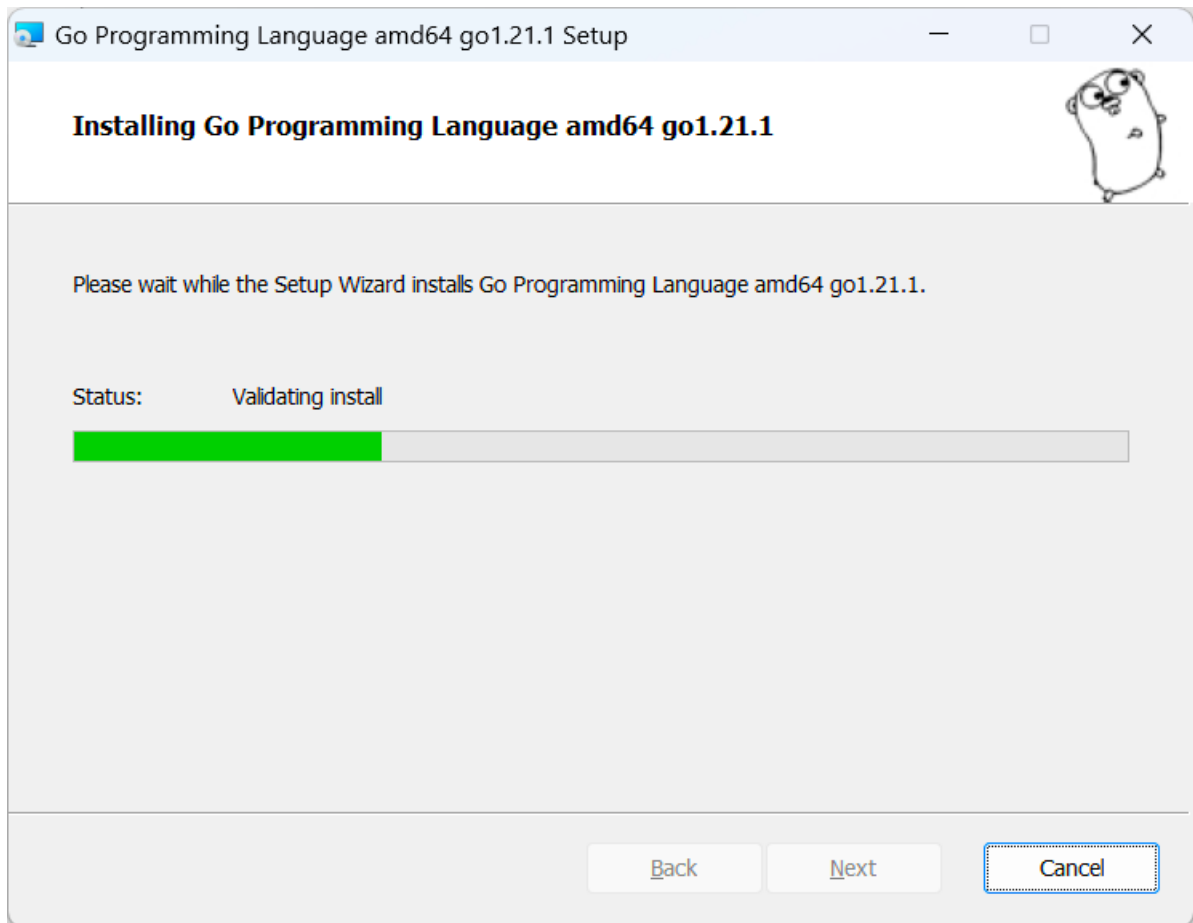 Go Programming Language amd64 go1.21.1 Setup
Installing Go Programming Language amd64 go1.21.1
Please wait while the Setup Wizard installs Go Programming Language amd64 go1.21.1.
Status: Validating install
Back Next Cancel